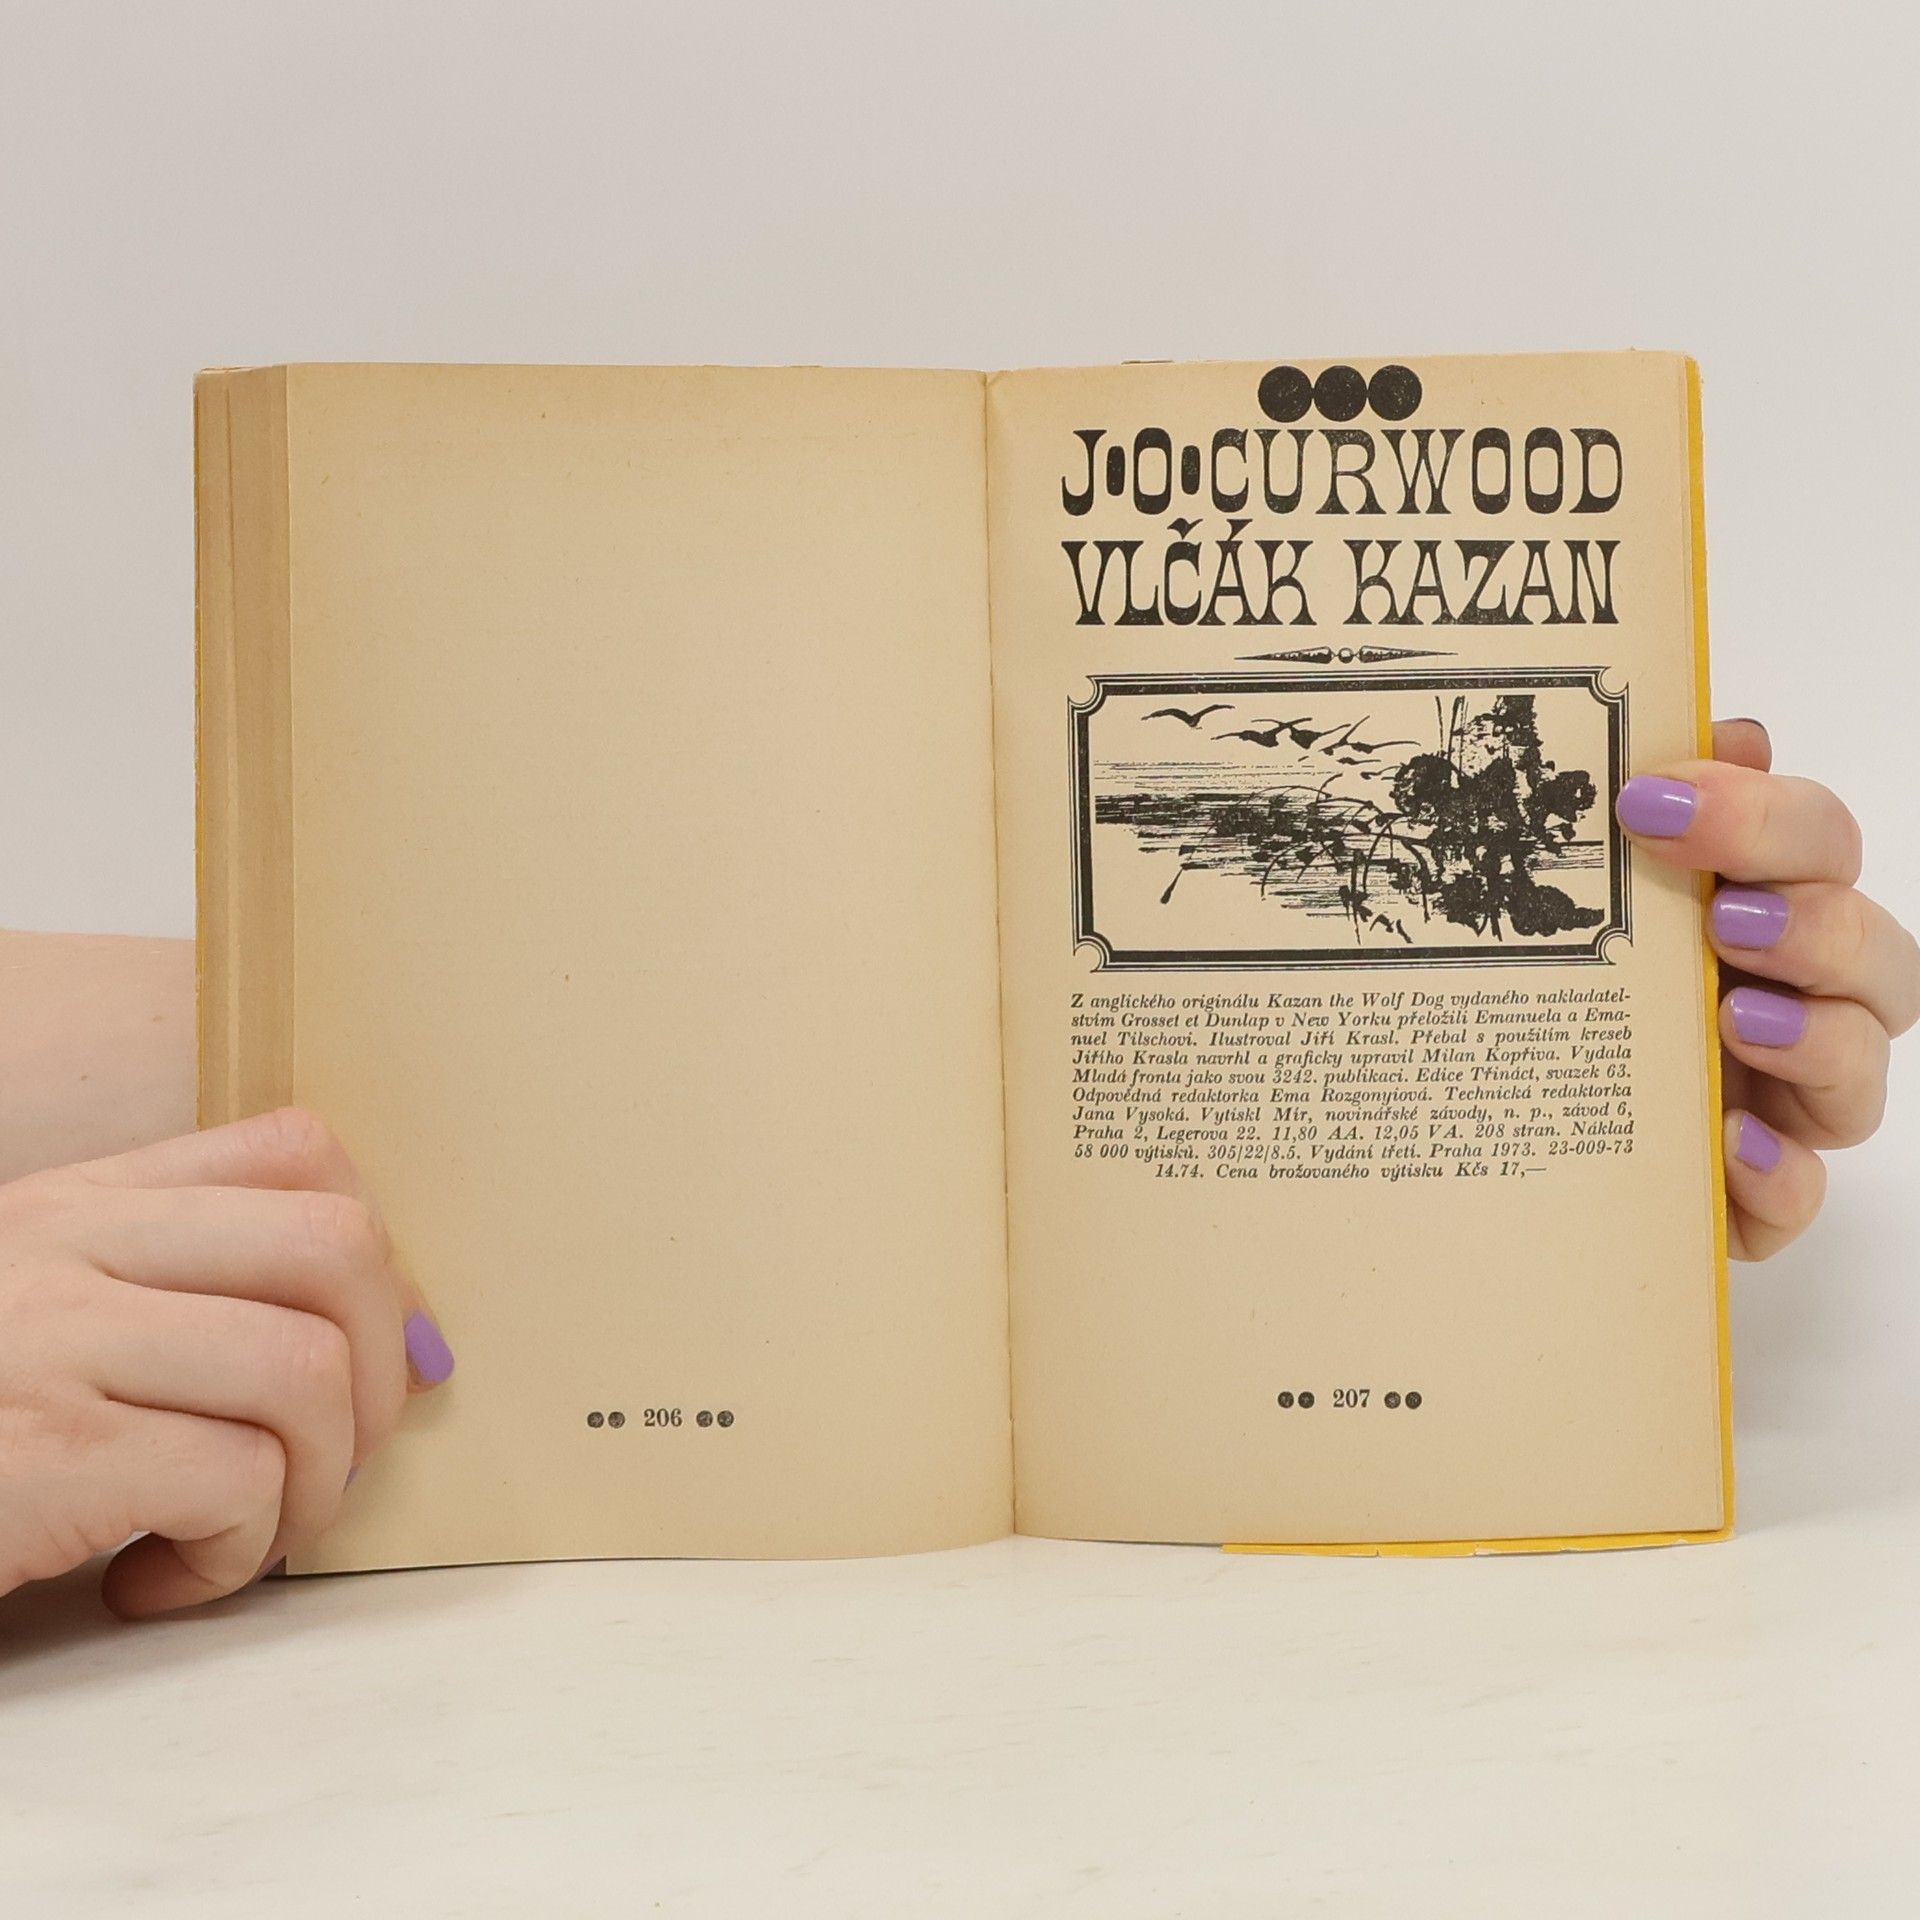 206
J·O·CURWOOD
VLČÁK KAZAN
Z anglického originálu Kazan the Wolf Dog vydaného nakladatel-
stvím Grosset et Dunlap v New Yorku přeložili Emanuela a Ema-
nuel Tilschovi. Ilustroval Jiří Krasl. Přebal s použitím kreseb
Jiřího Krasla navrhl a graficky upravil Milan Kopřiva. Vydala
Mladá fronta jako svou 3242. publikaci. Edice Třináct, svazek 63.
Odpovědná redaktorka Ema Rozgonyiová. Technická redaktorka
Jana Vysoká. Vytiskl Mír, novinářské závody, n. p., závod 6,
Praha 2, Legerova 22. 11,80 AA. 12,05 VA. 208 stran. Náklad
58 000 výtisků. 305/22/8.5. Vydání třetí. Praha 1973. 23-009-73
14.74. Cena brožovaného výtisku Kčs 17,—
207